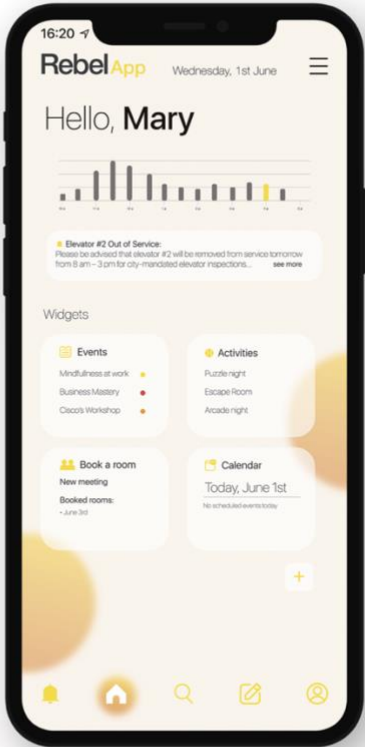 16:20
RebelApp
Wednesday, 1st June
Hello, Mary
Elevator #2 Out of Service:
Please be advised that elevator #2 will be removed from service tomorrow
from 8 am – 3 pm for city-mandated elevator inspections... see more
Widgets
Events
Mindfullness at work
Business Mastery
Cisco's Workshop
Activities
Puzzle night
Escape Room
Arcade night
Book a room
New meeting
Booked rooms:
- June 3rd
Calendar
Today, June 1st
No scheduled events today
+